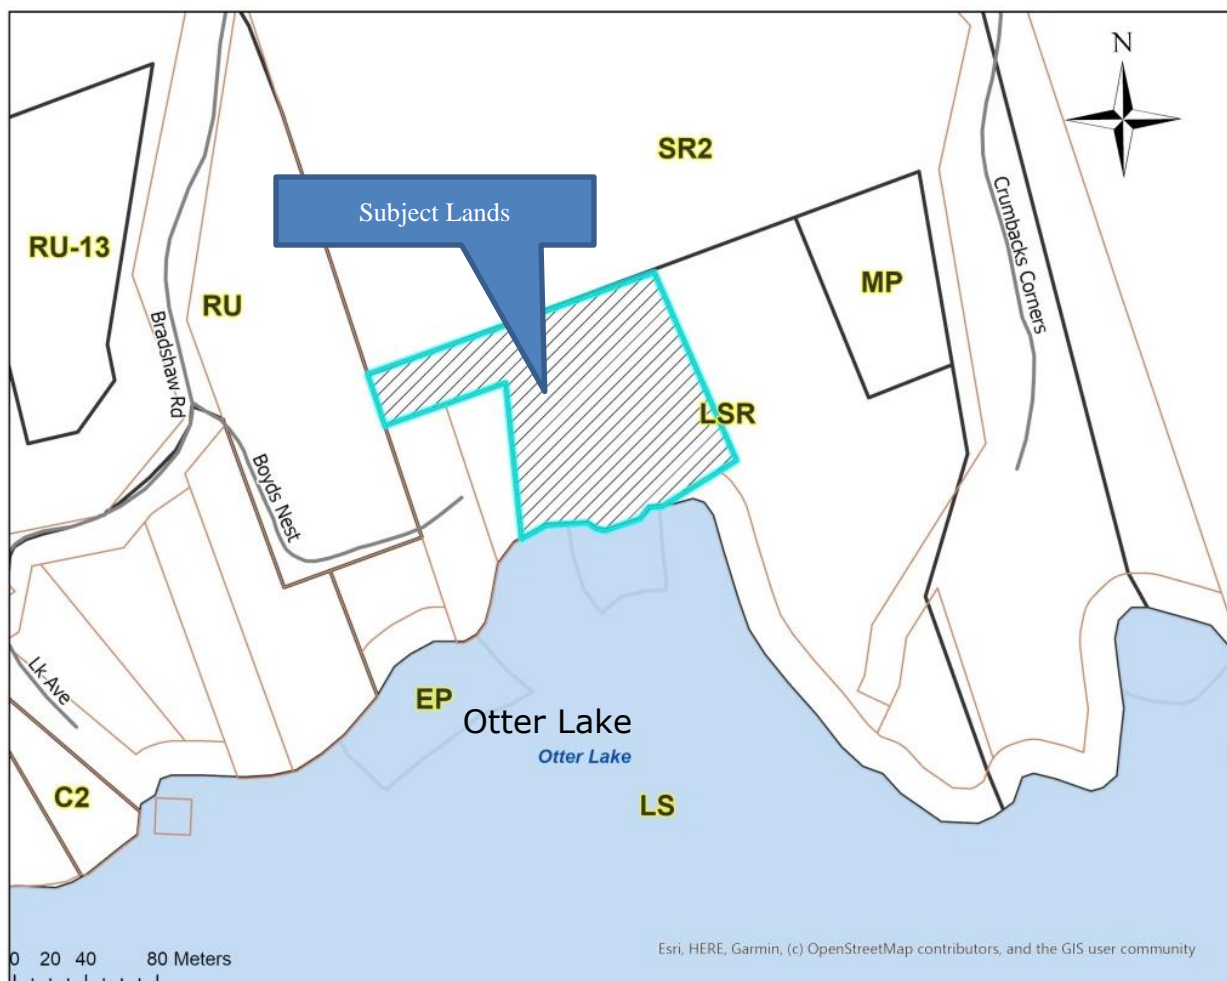 N
SR2
Subject Lands
RU-13
RU
MP
Crumbacks Corners
Bradshaw-Rd
LSR
Boyds Nest
Lk-Ave
EP
Otter Lake
Otter Lake
C2
LS
0 20 40 80 Meters
Esri, HERE, Garmin, (c) OpenStreetMap contributors, and the GIS user community